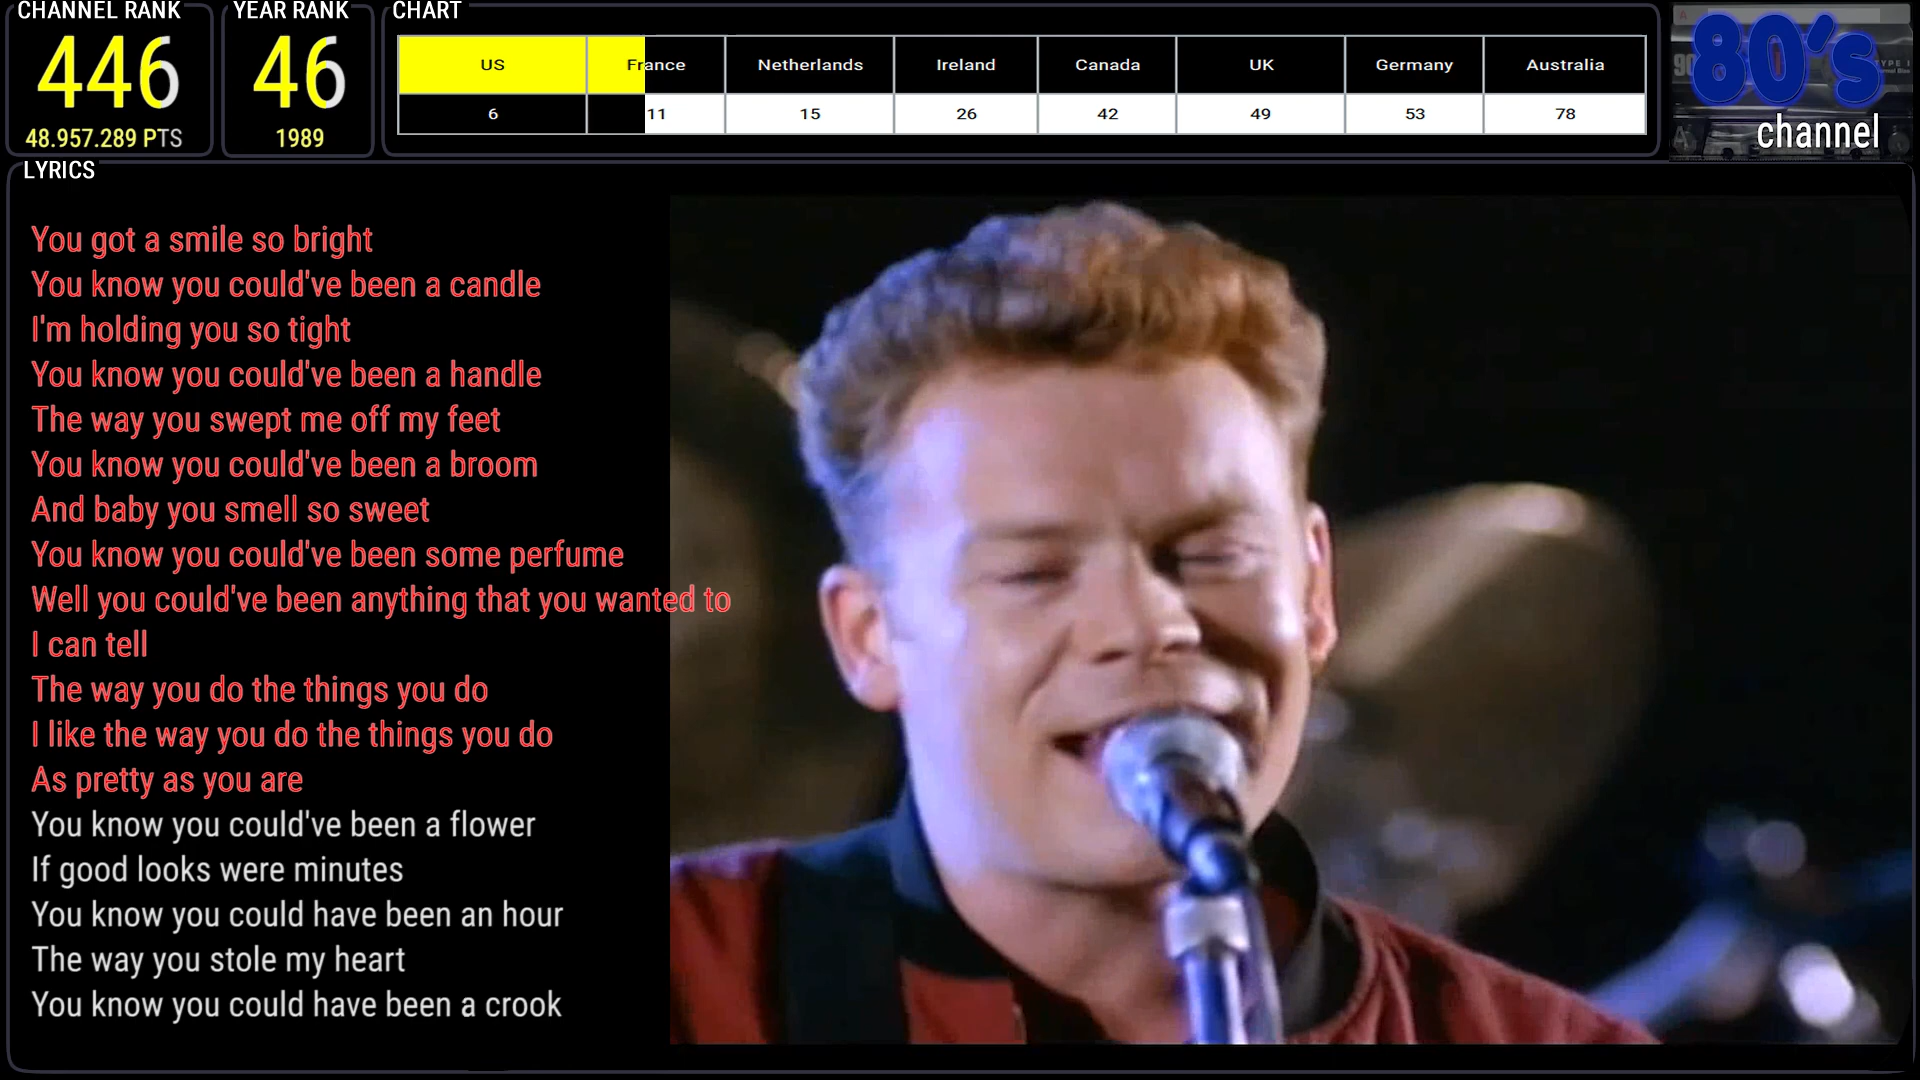 CHANNEL RANK
446
48.957.289 PTS
YEAR RANK
46
1989
CHART
US France Netherlands Ireland Canada UK Germany Australia
6 11 15 26 42 49 53 78
80's
channel
A
90
TYPE I
A
LYRICS
You got a smile so bright
You know you could've been a candle
I'm holding you so tight
You know you could've been a handle
The way you swept me off my feet
You know you could've been a broom
And baby you smell so sweet
You know you could've been some perfume
Well you could've been anything that you wanted to
I can tell
The way you do the things you do
I like the way you do the things you do
As pretty as you are
You know you could've been a flower
If good looks were minutes
You know you could have been an hour
The way you stole my heart
You know you could have been a crook